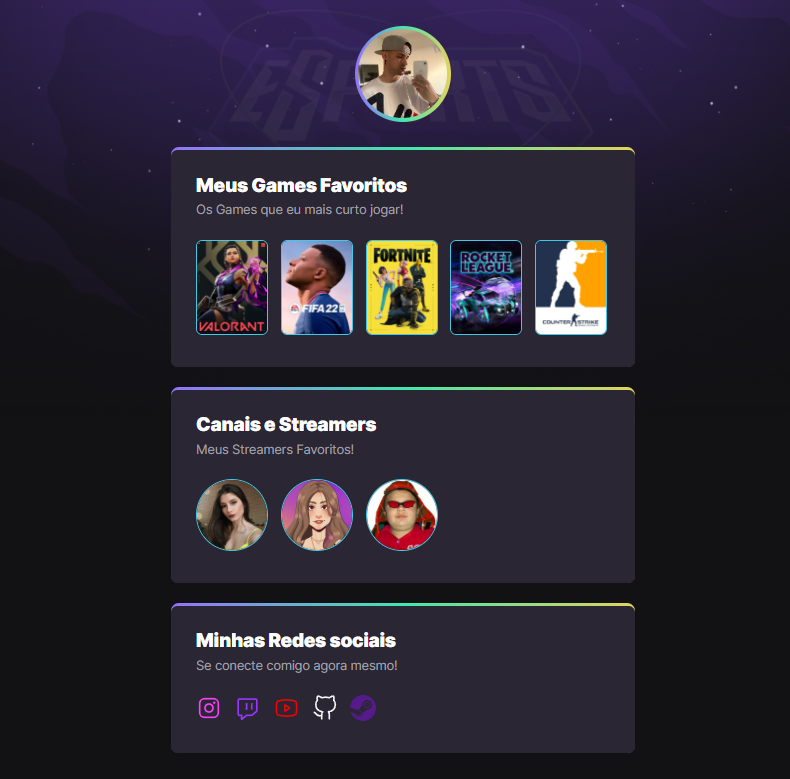 ESPORTS
Meus Games Favoritos
Os Games que eu mais curto jogar!
VALORANT
FIFA 22
FORTNITE
ROCKET
LEAGUE
COUNTER STRIKE
Canais e Streamers
Meus Streamers Favoritos!
Minhas Redes sociais
Se conecte comigo agora mesmo!